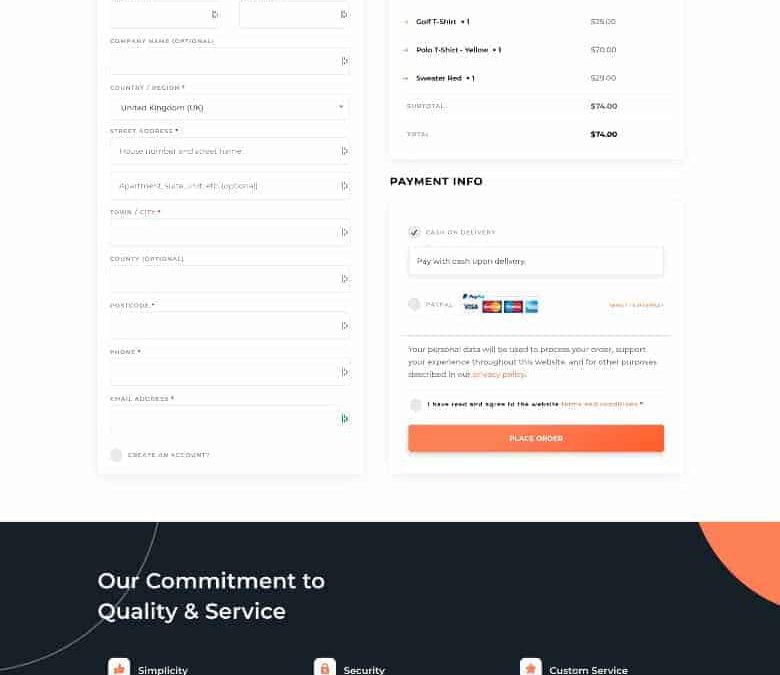 COMPANY NAME (OPTIONAL)
COUNTRY / REGION *
United Kingdom (UK)
STREET ADDRESS *
House number and street name
Apartment, suite, unit, etc. (optional)
TOWN / CITY *
COUNTY (OPTIONAL)
POSTCODE *
PHONE *
EMAIL ADDRESS *
CREATE AN ACCOUNT?
Golf T-Shirt × 1
Polo T-Shirt - Yellow × 1
$20.00
Sweater Red × 1
SUBTOTAL
$74.00
TOTAL
$74.00
PAYMENT INFO
CASH ON DELIVERY
Pay with cash upon delivery.
PAYPAL
PayPal
VISA
WHAT IS PAYPAL?
Your personal data will be used to process your order, support
your experience throughout this website, and for other purposes
described in our privacy policy.
I have read and agree to the website terms and conditions *
PLACE ORDER
Our Commitment to
Quality & Service
Simplicity
Security
Custom Service